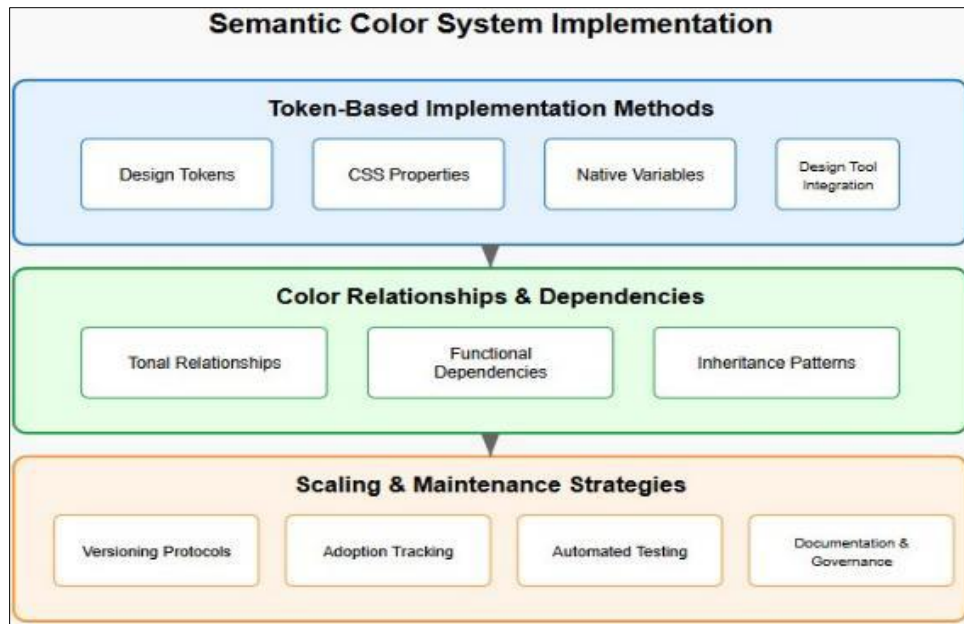 Semantic Color System Implementation
Token-Based Implementation Methods
Design Tokens
CSS Properties
Native Variables
Design Tool
Integration
Color Relationships & Dependencies
Tonal Relationships
Functional
Dependencies
Inheritance Patterns
Scaling & Maintenance Strategies
Versioning Protocols
Adoption Tracking
Automated Testing
Documentation &
Governance